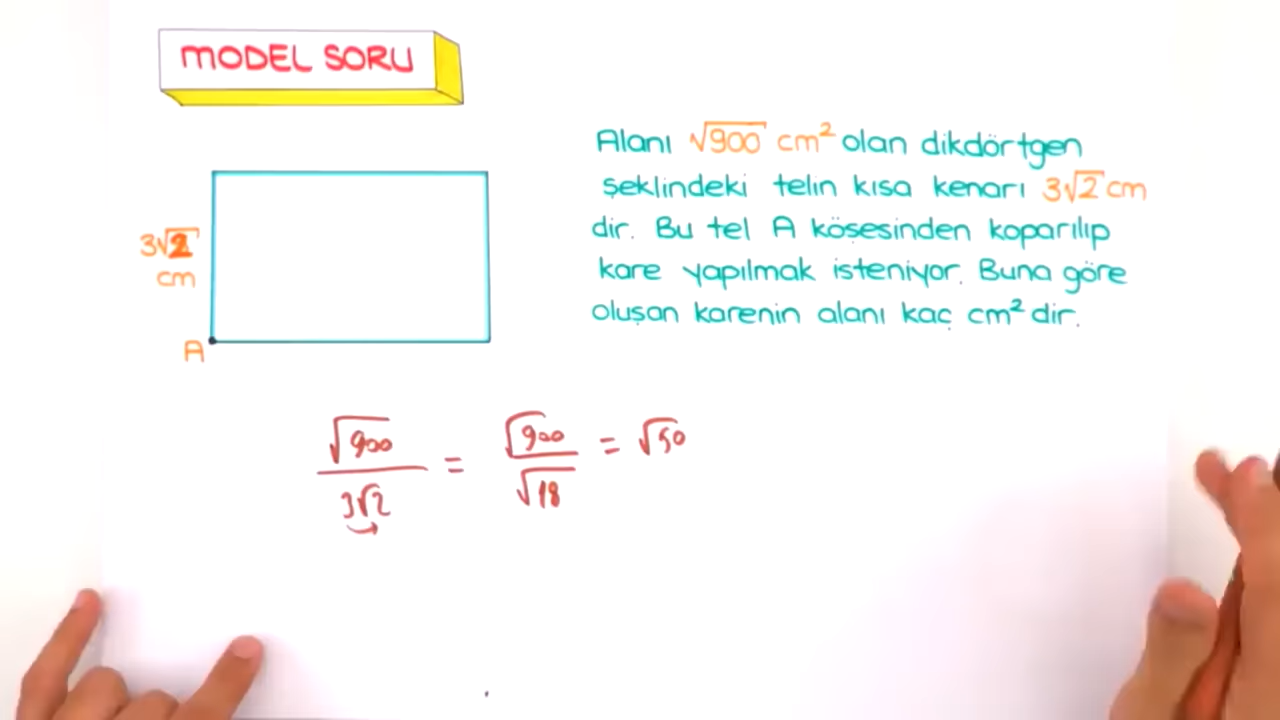 MODEL SORU
Alanı √900 cm² olan dikdörtgen
şeklindeki telin kısa kenarı 3√2 cm
dir. Bu tel A köşesinden koparılıp
kare yapılmak isteniyor. Buna göre
oluşan karenin alanı kaç cm² dir.
3√2
cm
A
√900 / 3√2 = √900 / √18 = √50